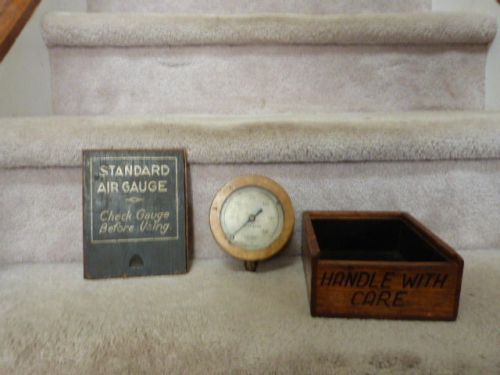 STANDARD
AIR GAUGE
Check Gauge
Before Using.
HANDLE WITH
CARE